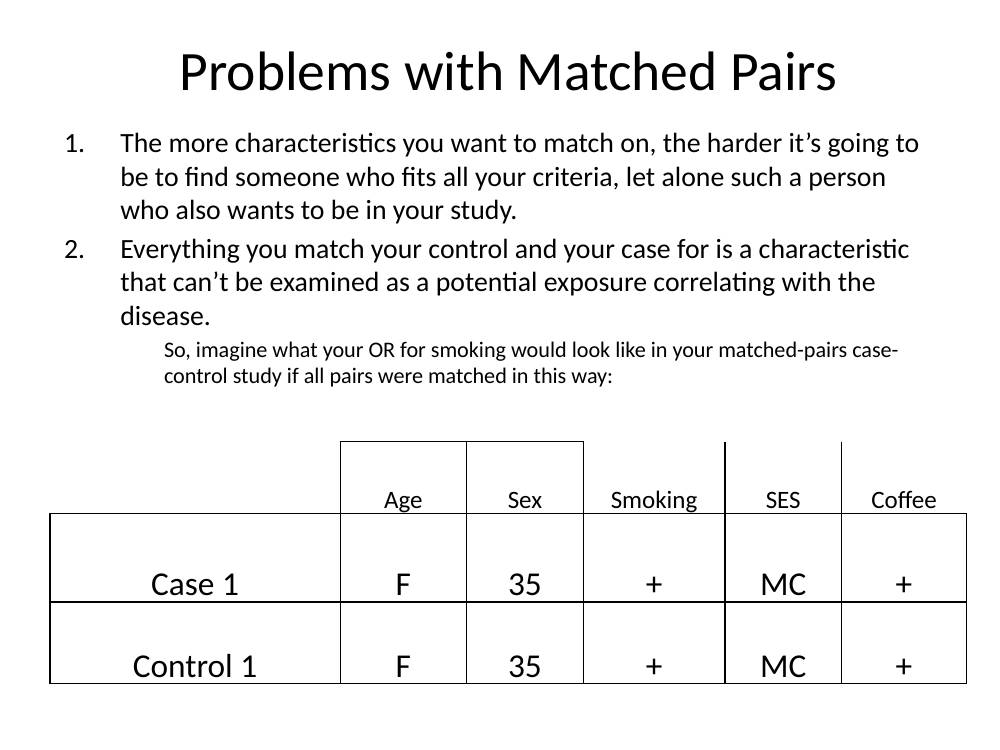 Problems with Matched Pairs
1. The more characteristics you want to match on, the harder it’s going to
be to find someone who fits all your criteria, let alone such a person
who also wants to be in your study.
2. Everything you match your control and your case for is a characteristic
that can’t be examined as a potential exposure correlating with the
disease.
So, imagine what your OR for smoking would look like in your matched-pairs case-
control study if all pairs were matched in this way:
Age Sex Smoking SES Coffee
Case 1 F 35 + MC +
Control 1 F 35 + MC +